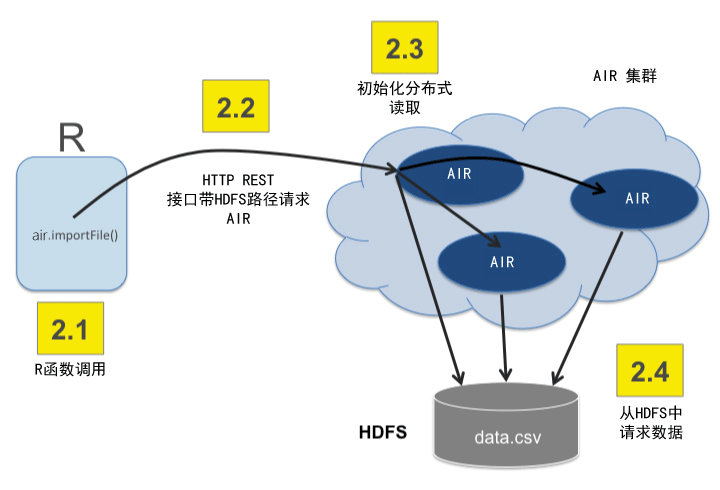 2.3
初始化分布式
读取
AIR 集群
2.2
R
HTTP REST
接口带HDFS路径请求
AIR
AIR
AIR
AIR
air.importFile()
2.1
R函数调用
2.4
从HDFS中
请求数据
HDFS
data.csv